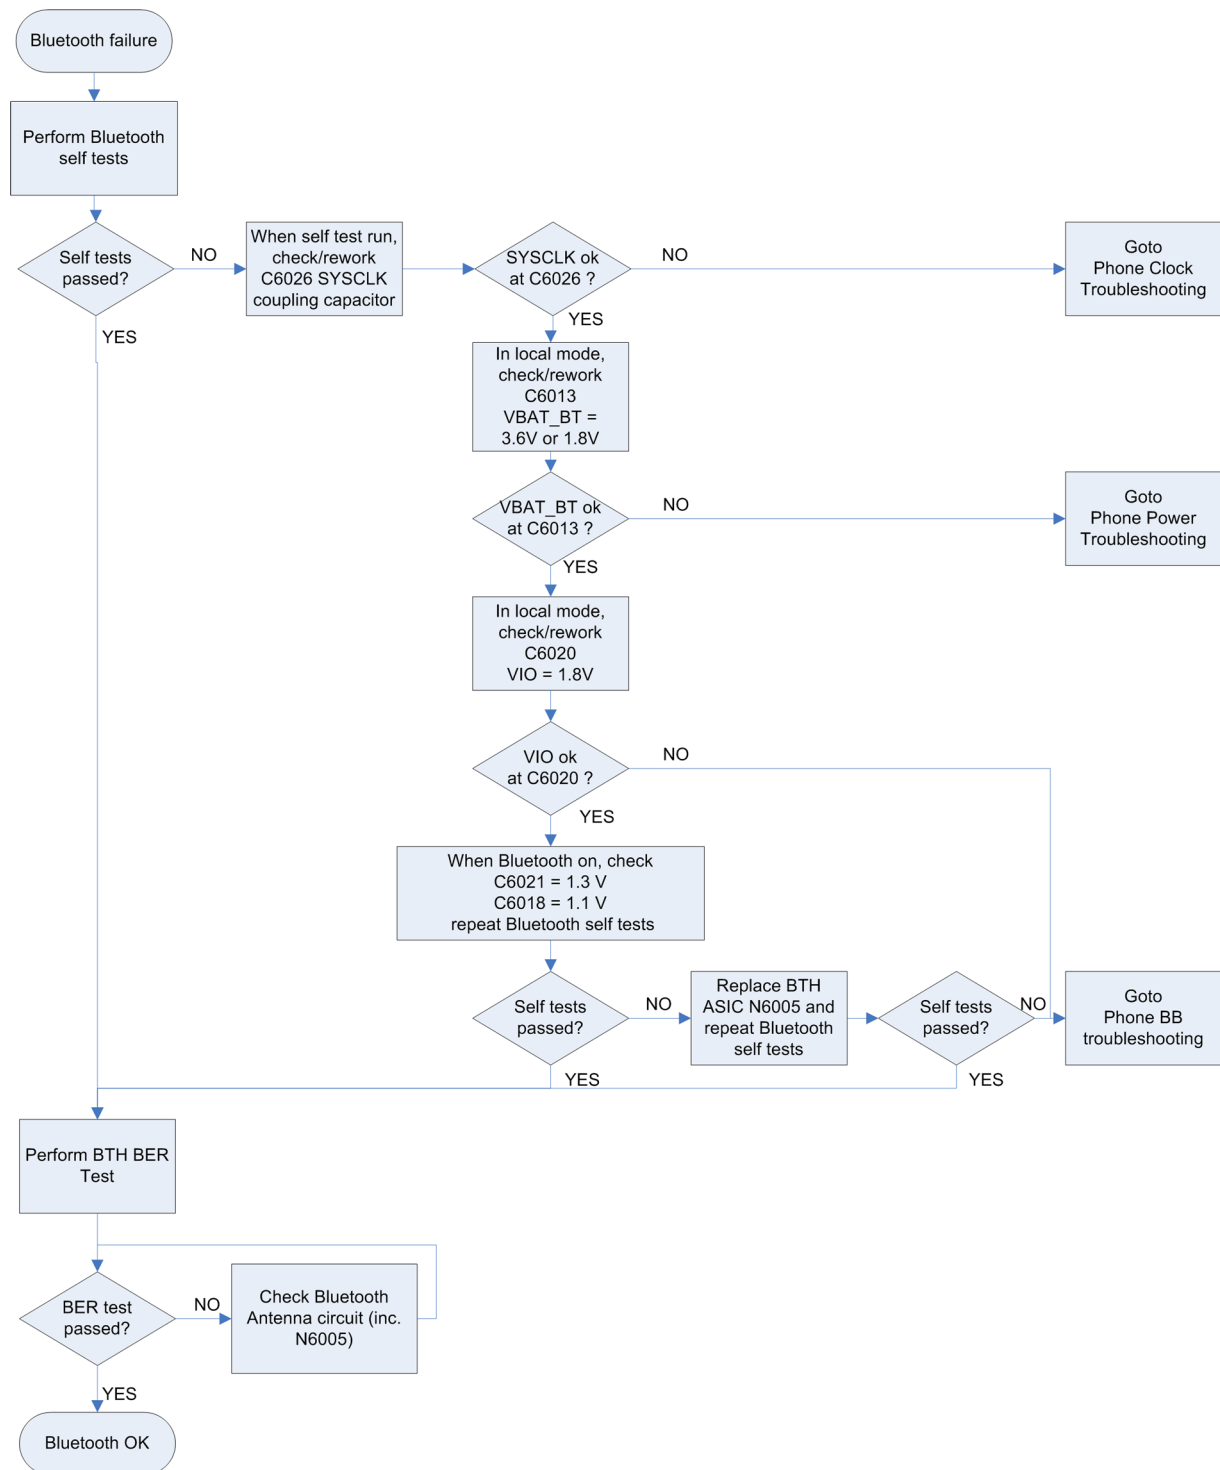 Bluetooth failure
Perform Bluetooth
self tests
Self tests
passed?
NO
YES
When self test run,
check/rework
C6026 SYSCLK
coupling capacitor
SYSCLK ok
at C6026 ?
NO
YES
Goto
Phone Clock
Troubleshooting
In local mode,
check/rework
C6013
VBAT_BT =
3.6V or 1.8V
VBAT_BT ok
at C6013 ?
NO
YES
Goto
Phone Power
Troubleshooting
In local mode,
check/rework
C6020
VIO = 1.8V
VIO ok
at C6020 ?
NO
YES
When Bluetooth on, check
C6021 = 1.3 V
C6018 = 1.1 V
repeat Bluetooth self tests
Self tests
passed?
NO
YES
Replace BTH
ASIC N6005 and
repeat Bluetooth
self tests
Self tests
passed?
NO
YES
Goto
Phone BB
troubleshooting
Perform BTH BER
Test
BER test
passed?
NO
YES
Check Bluetooth
Antenna circuit (inc.
N6005)
Bluetooth OK